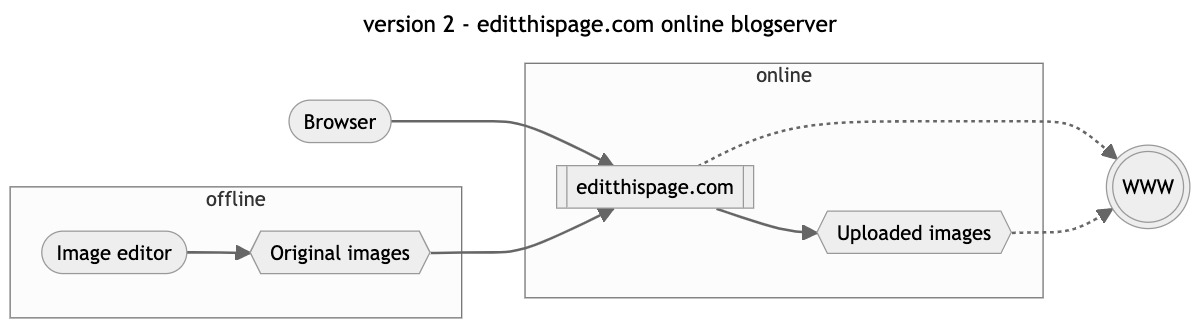 version 2 - editthispage.com online blogserver
online
Browser
editthispage.com
WWW
offline
Image editor
Original images
Uploaded images